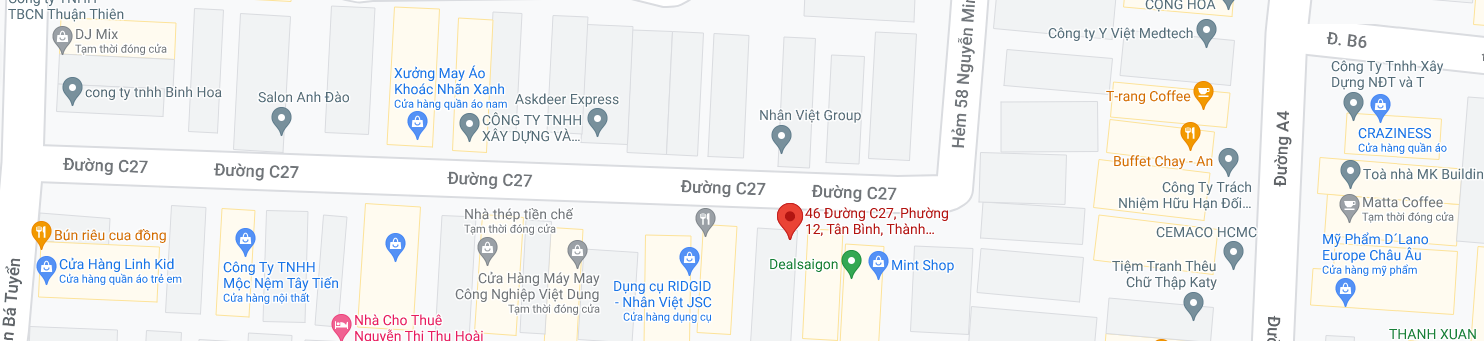 Công ty TNHH
TBCN Thuận Thiên
DJ Mix
Tạm thời đóng cửa
cong ty tnhh Binh Hoa
Salon Anh Đào
Xưởng May Áo
Khoác Nhãn Xanh
Cửa hàng quần áo nam
Askdeer Express
CÔNG TY TNHH
XÂY DỰNG VÀ...
Nhân Việt Group
Hẻm 58 Nguyễn Min
CỘNG HOÀ
Công ty Y Việt Medtech
T-rang Coffee
Buffet Chay - An
Công Ty Trách
Nhiệm Hữu Hạn Đối...
CEMACO HCMC
Tiệm Tranh Thêu
Chữ Thập Katy
Đường A4
Đ. B6
Công Ty Tnhh Xây
Dựng NĐT và T
CRAZINESS
Cửa hàng quần áo
Toà nhà MK Building
Matta Coffee
Tạm thời đóng cửa
Mỹ Phẩm D´Lano
Europe Châu Âu
Cửa hàng mỹ phẩm
THANH XUAN
Đường C27
Đường C27
Đường C27
Đường C27
Đường C27
46 Đường C27, Phường
12, Tân Bình, Thành...
Bún riêu cua đồng
Cửa Hàng Linh Kid
Cửa hàng quần áo trẻ em
n Bá Tuyển
Công Ty TNHH
Mộc Nệm Tây Tiến
Cửa hàng nội thất
Nhà Cho Thuê
Nguyễn Thị Thu Hoài
Nhà thép tiền chế
Tạm thời đóng cửa
Cửa Hàng Máy May
Công Nghiệp Việt Dung
Tạm thời đóng cửa
Dụng cụ RIDGID
- Nhân Việt JSC
Cửa hàng dụng cụ
Dealsaigon
Mint Shop